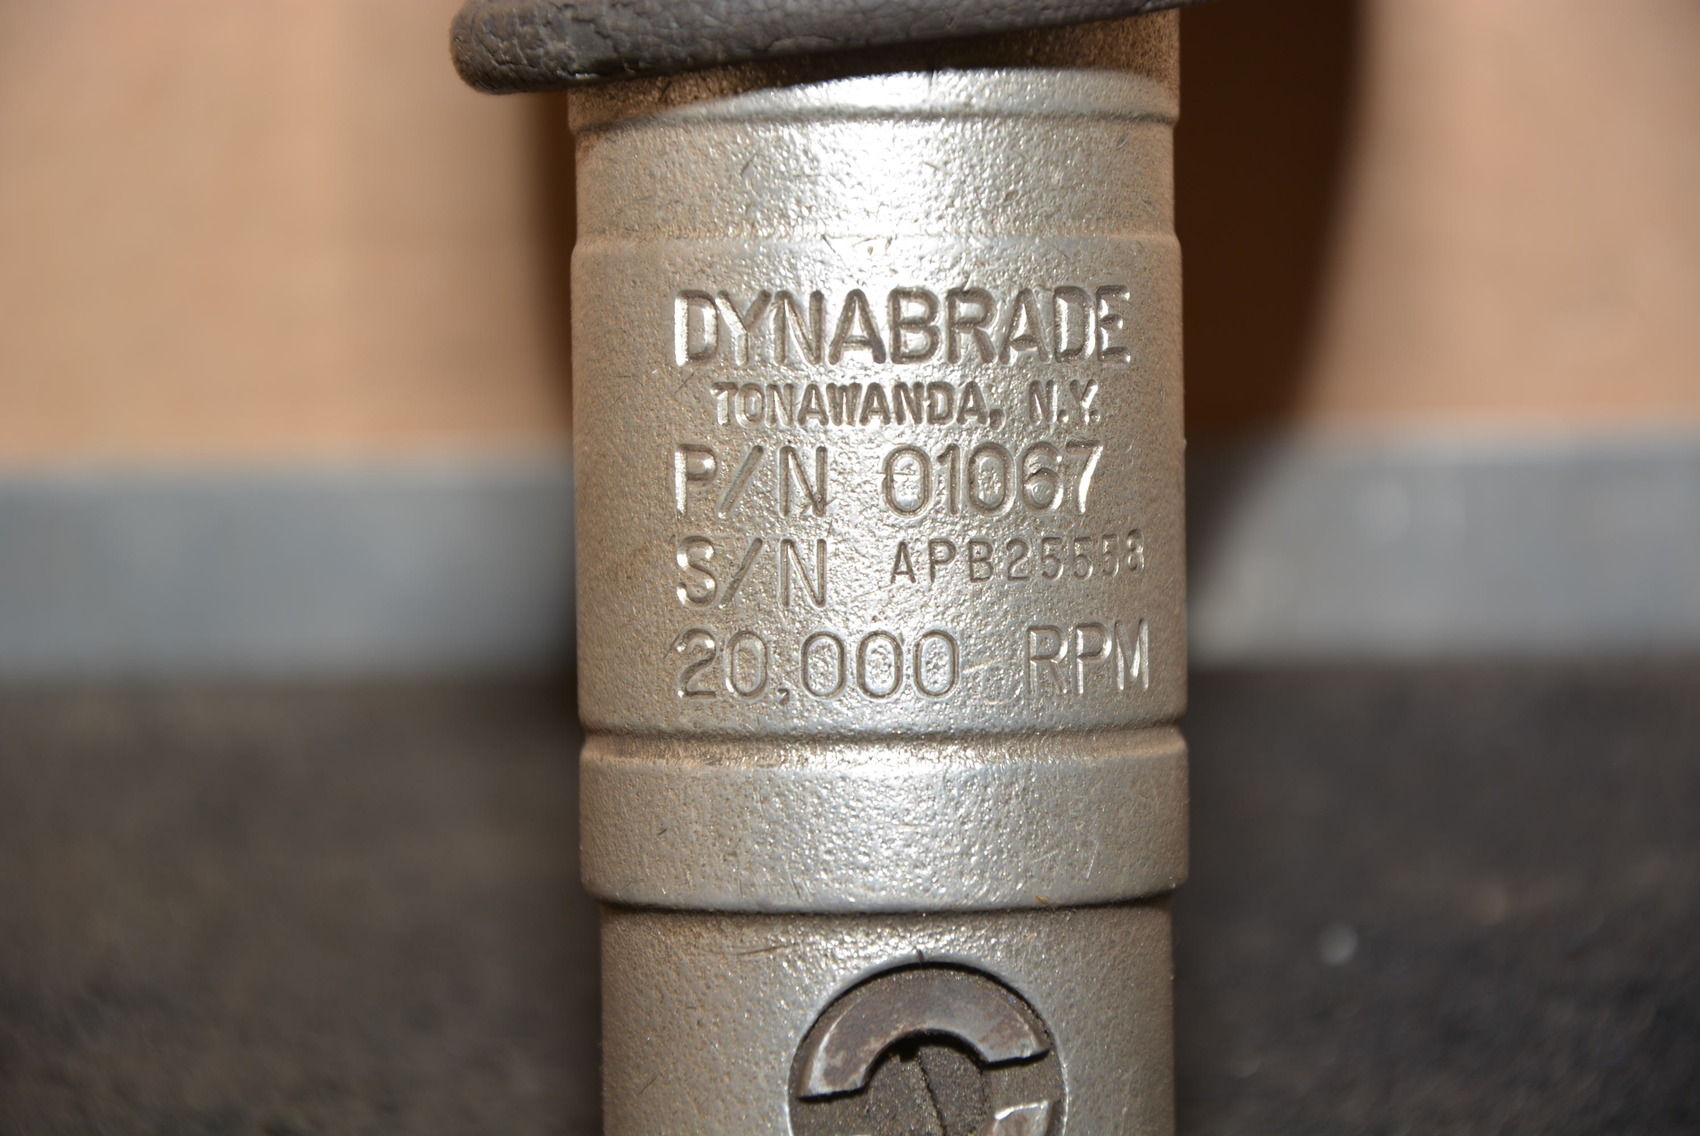 DYNABRADE
TONAWANDA, N.Y.
P/N 01067
S/N APB25558
20,000 RPM